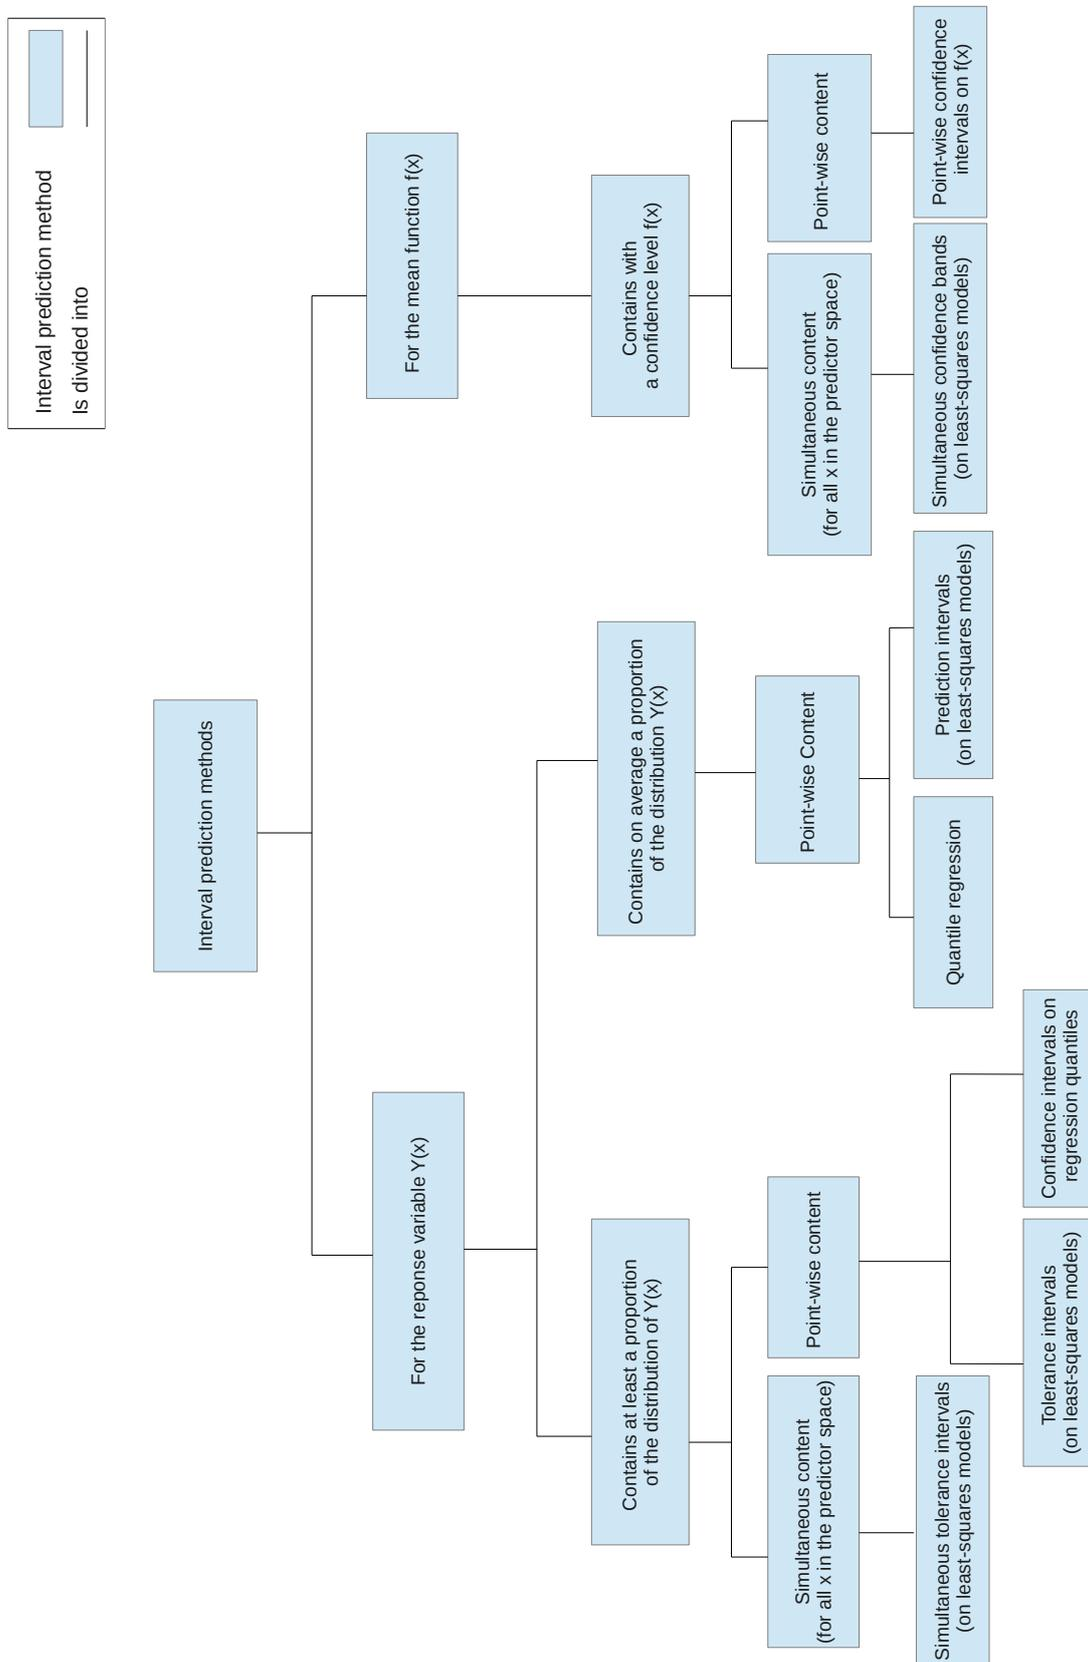 Interval prediction method
Is divided into
Interval prediction methods
For the reponse variable Y(x)
For the mean function f(x)
Contains at least a proportion
of the distribution of Y(x)
Contains on average a proportion
of the distribution Y(x)
Contains with
a confidence level f(x)
Simultaneous content
(for all x in the predictor space)
Point-wise content
Point-wise Content
Simultaneous content
(for all x in the predictor space)
Point-wise content
Simultaneous tolerance intervals
(on least-squares models)
Tolerance intervals
(on least-squares models)
Confidence intervals on
regression quantiles
Quantile regression
Prediction intervals
(on least-squares models)
Simultaneous confidence bands
(on least-squares models)
Point-wise confidence
intervals on f(x)